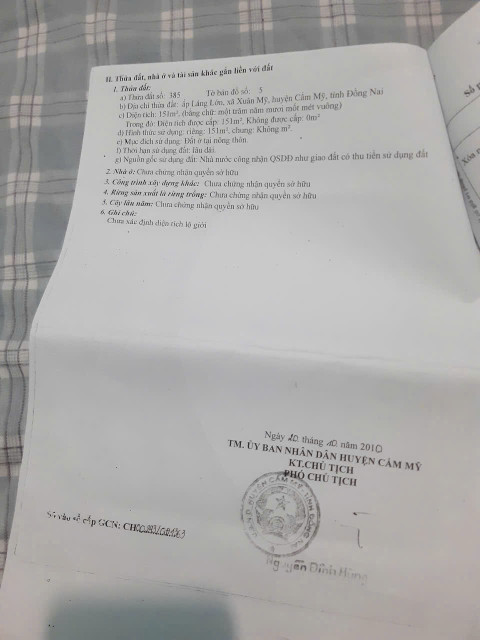 II. Thửa đất, nhà ở và tài sản khác gắn liền với đất
1. Thửa đất:
a) Thửa đất số: 385 Tờ bản đồ số: 5
b) Địa chỉ thửa đất: ấp Láng Lớn, xã Xuân Mỹ, huyện Cẩm Mỹ, tỉnh Đồng Nai
c) Diện tích: 151m², (bằng chữ: một trăm năm mươi mốt mét vuông)
Trong đó: Diện tích được cấp: 151m², Không được cấp: 0m²
d) Hình thức sử dụng: riêng: 151m², chung: Không m².
e) Mục đích sử dụng: Đất ở tại nông thôn.
f) Thời hạn sử dụng đất: lâu dài.
g) Nguồn gốc sử dụng đất: Nhà nước công nhận QSDĐ như giao đất có thu tiền sử dụng đất
2. Nhà ở: Chưa chứng nhận quyền sở hữu
3. Công trình xây dựng khác: Chưa chứng nhận quyền sở hữu
4. Rừng sản xuất là rừng trồng: Chưa chứng nhận quyền sở hữu
5. Cây lâu năm: Chưa chứng nhận quyền sở hữu
6. Ghi chú:
Chưa xác định diện tích lộ giới
Số
Ngày 20 tháng 10 năm 2010
TM. ỦY BAN NHÂN DÂN HUYỆN CẨM MỸ
KT.CHỦ TỊCH
PHÓ CHỦ TỊCH
Nguyễn Đình Hùng
Số vào sổ cấp GCN: